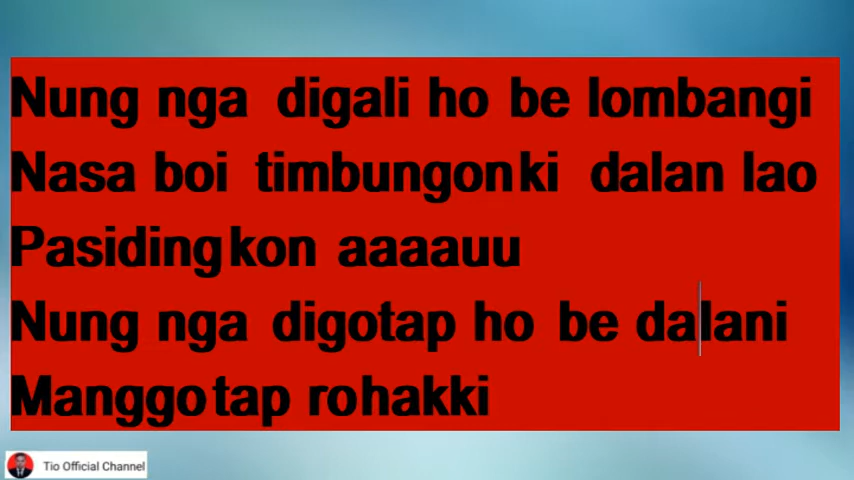 Nung nga digali ho be lombangi
Nasa boi timbungonki dalan lao
Pasidingkon aaaauu
Nung nga digotap ho be dalani
Manggotap rohakki
Tio Official Channel